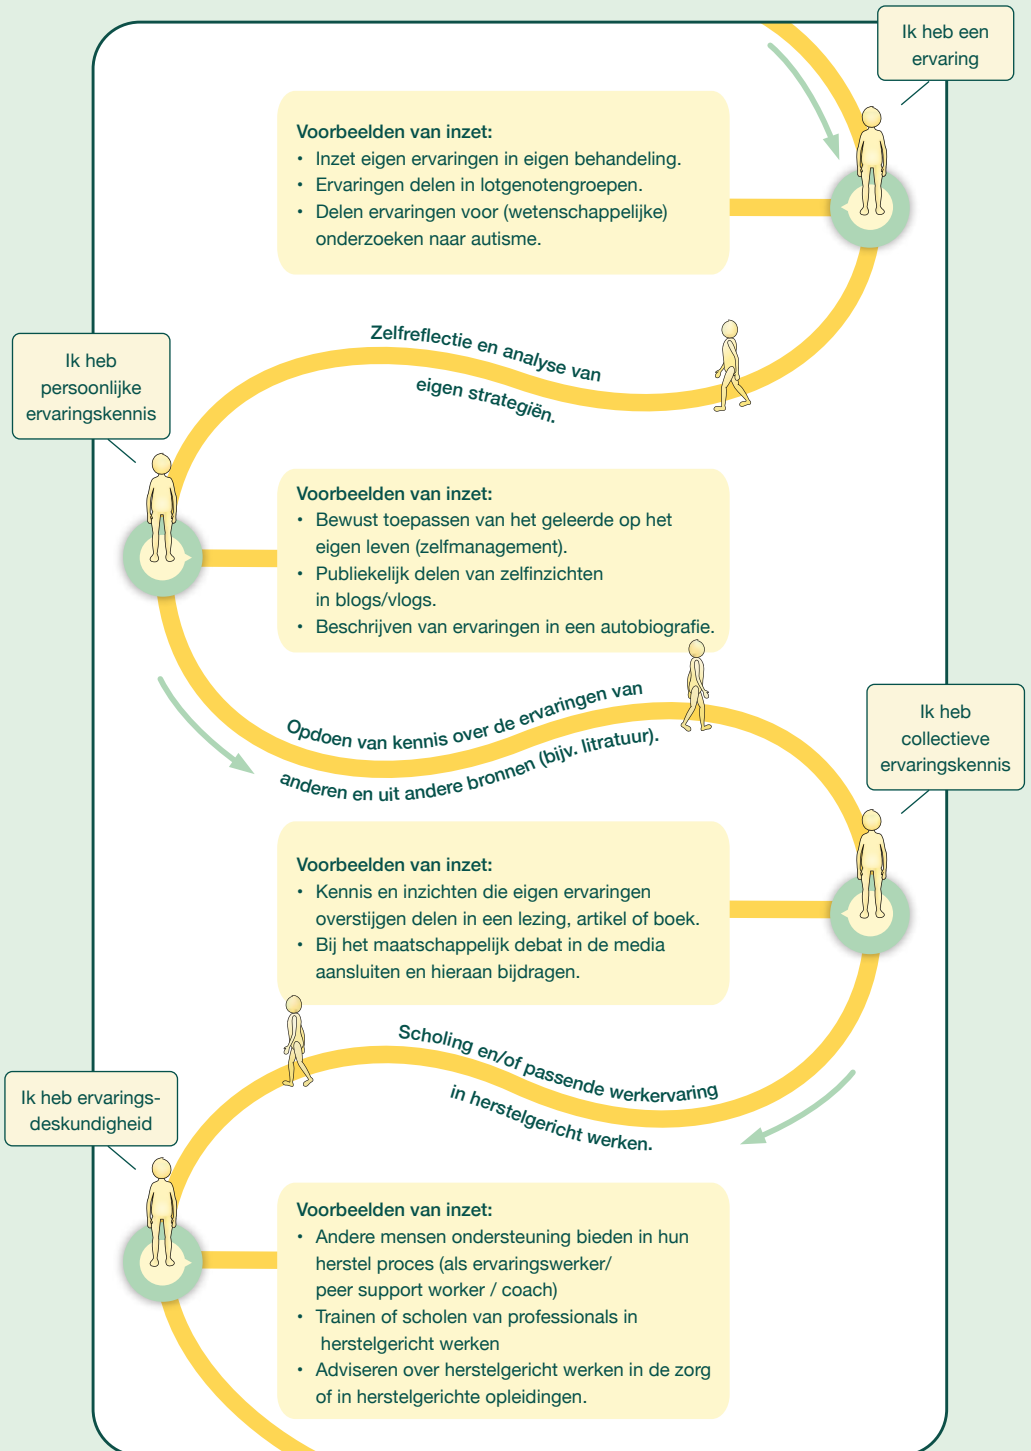 Ik heb een
ervaring
Voorbeelden van inzet:
• Inzet eigen ervaringen in eigen behandeling.
• Ervaringen delen in lotgenotengroepen.
• Delen ervaringen voor (wetenschappelijke)
onderzoeken naar autisme.
Zelfreflectie en analyse van
eigen strategiën.
Ik heb
persoonlijke
ervaringskennis
Voorbeelden van inzet:
• Bewust toepassen van het geleerde op het
eigen leven (zelfmanagement).
• Publiekelijk delen van zelfinzichten
in blogs/vlogs.
• Beschrijven van ervaringen in een autobiografie.
Opdoen van kennis over de ervaringen van
anderen en uit andere bronnen (bijv. litratuur).
Ik heb
collectieve
ervaringskennis
Voorbeelden van inzet:
• Kennis en inzichten die eigen ervaringen
overstijgen delen in een lezing, artikel of boek.
• Bij het maatschappelijk debat in de media
aansluiten en hieraan bijdragen.
Scholing en/of passende werkervaring
in herstelgericht werken.
Ik heb ervarings-
deskundigheid
Voorbeelden van inzet:
• Andere mensen ondersteuning bieden in hun
herstel proces (als ervaringswerker/
peer support worker / coach)
• Trainen of scholen van professionals in
herstelgericht werken
• Adviseren over herstelgericht werken in de zorg
of in herstelgerichte opleidingen.